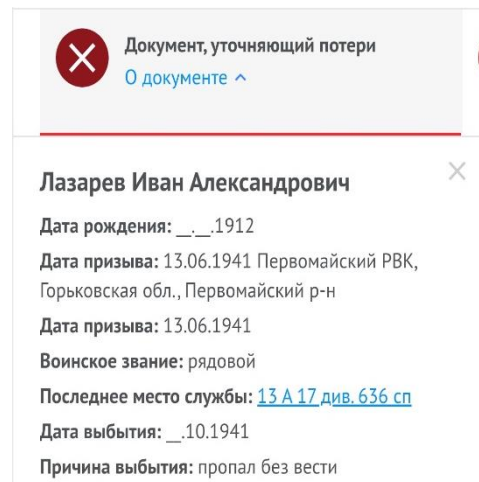 Документ, уточняющий потери
О документе
Лазарев Иван Александрович
Дата рождения: __.__.1912
Дата призыва: 13.06.1941 Первомайский РВК,
Горьковская обл., Первомайский р-н
Дата призыва: 13.06.1941
Воинское звание: рядовой
Последнее место службы: 13 А 17 див. 636 сп
Дата выбытия: __.10.1941
Причина выбытия: пропал без вести